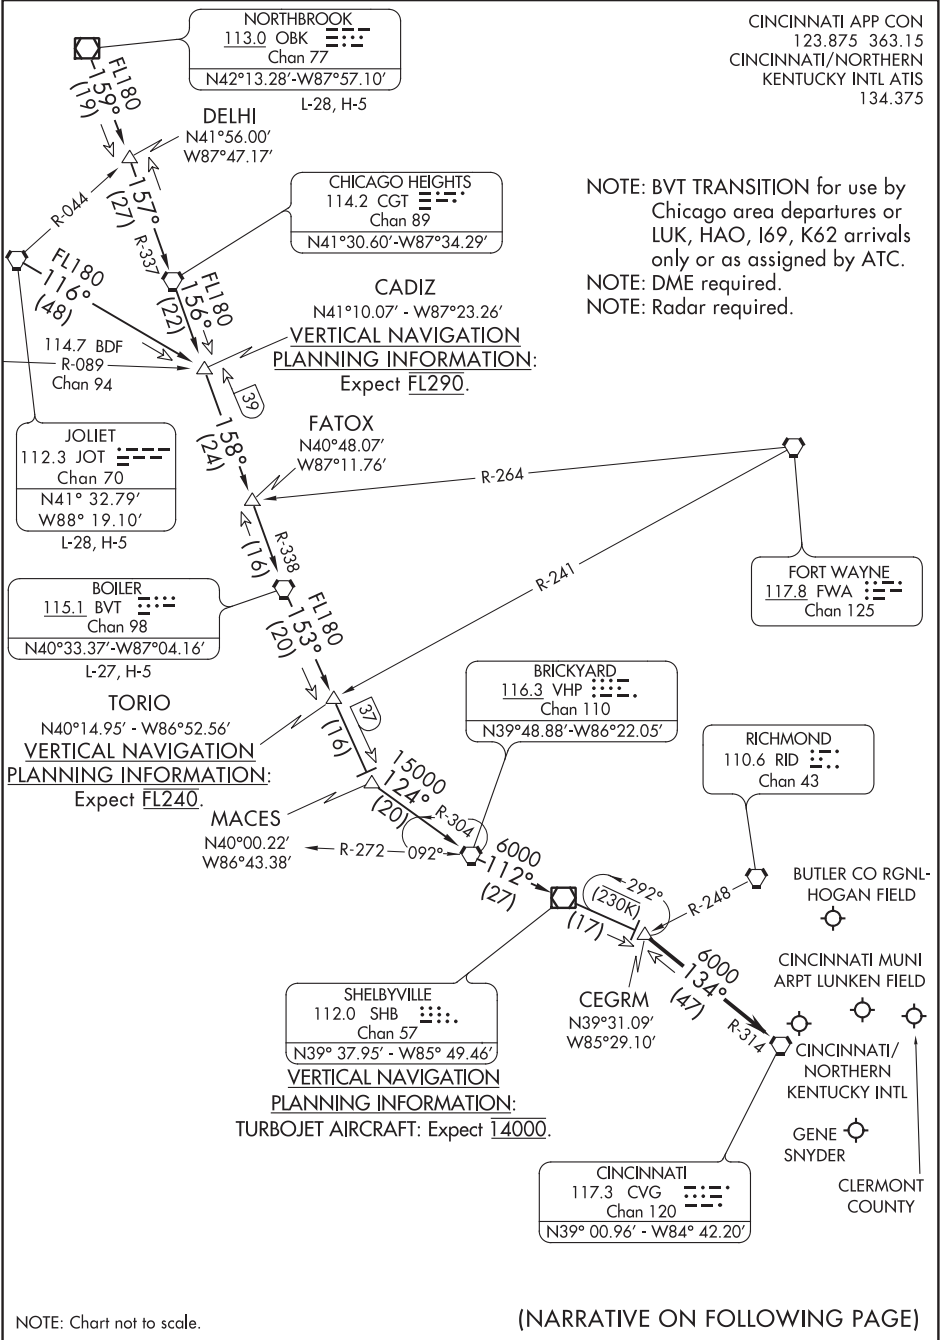 NORTHBROOK
113.0 OBK
Chan 77
N42°13.28'-W87°57.10'
L-28, H-5
CINCINNATI APP CON
123.875 363.15
CINCINNATI/NORTHERN
KENTUCKY INTL ATIS
134.375
FL180
159°
(19)
DELHI
N41°56.00'
W87°47.17'
NOTE: BVT TRANSITION for use by
Chicago area departures or
LUK, HAO, I69, K62 arrivals
only or as assigned by ATC.
NOTE: DME required.
NOTE: Radar required.
CHICAGO HEIGHTS
114.2 CGT
Chan 89
N41°30.60'-W87°34.29'
157°
(27)
R-337
R-044
FL180
116°
(48)
FL180
156°
(22)
CADIZ
N41°10.07' - W87°23.26'
VERTICAL NAVIGATION
PLANNING INFORMATION:
Expect FL290.
114.7 BDF
R-089
Chan 94
39
JOLIET
112.3 JOT
Chan 70
N41° 32.79'
W88° 19.10'
L-28, H-5
158°
(24)
FATOX
N40°48.07'
W87°11.76'
R-264
R-241
R-338
(16)
FORT WAYNE
117.8 FWA
Chan 125
BOILER
115.1 BVT
Chan 98
N40°33.37'-W87°04.16'
L-27, H-5
FL180
153°
(20)
TORIO
N40°14.95' - W86°52.56'
VERTICAL NAVIGATION
PLANNING INFORMATION:
Expect FL240.
37
(16)
BRICKYARD
116.3 VHP
Chan 110
N39°48.88'-W86°22.05'
RICHMOND
110.6 RID
Chan 43
MACES
N40°00.22'
W86°43.38'
15000
124°
(20)
R-304
R-272
092°
6000
112°
(27)
292°
(230K)
R-248
(17)
BUTLER CO RGNL-
HOGAN FIELD
CINCINNATI MUNI
ARPT LUNKEN FIELD
6000
134°
(47)
R-314
CEGRM
N39°31.09'
W85°29.10'
SHELBYVILLE
112.0 SHB
Chan 57
N39° 37.95' - W85° 49.46'
VERTICAL NAVIGATION
PLANNING INFORMATION:
TURBOJET AIRCRAFT: Expect 14000.
CINCINNATI/
NORTHERN
KENTUCKY INTL
GENE
SNYDER
CLERMONT
COUNTY
CINCINNATI
117.3 CVG
Chan 120
N39° 00.96' - W84° 42.20'
NOTE: Chart not to scale.
(NARRATIVE ON FOLLOWING PAGE)